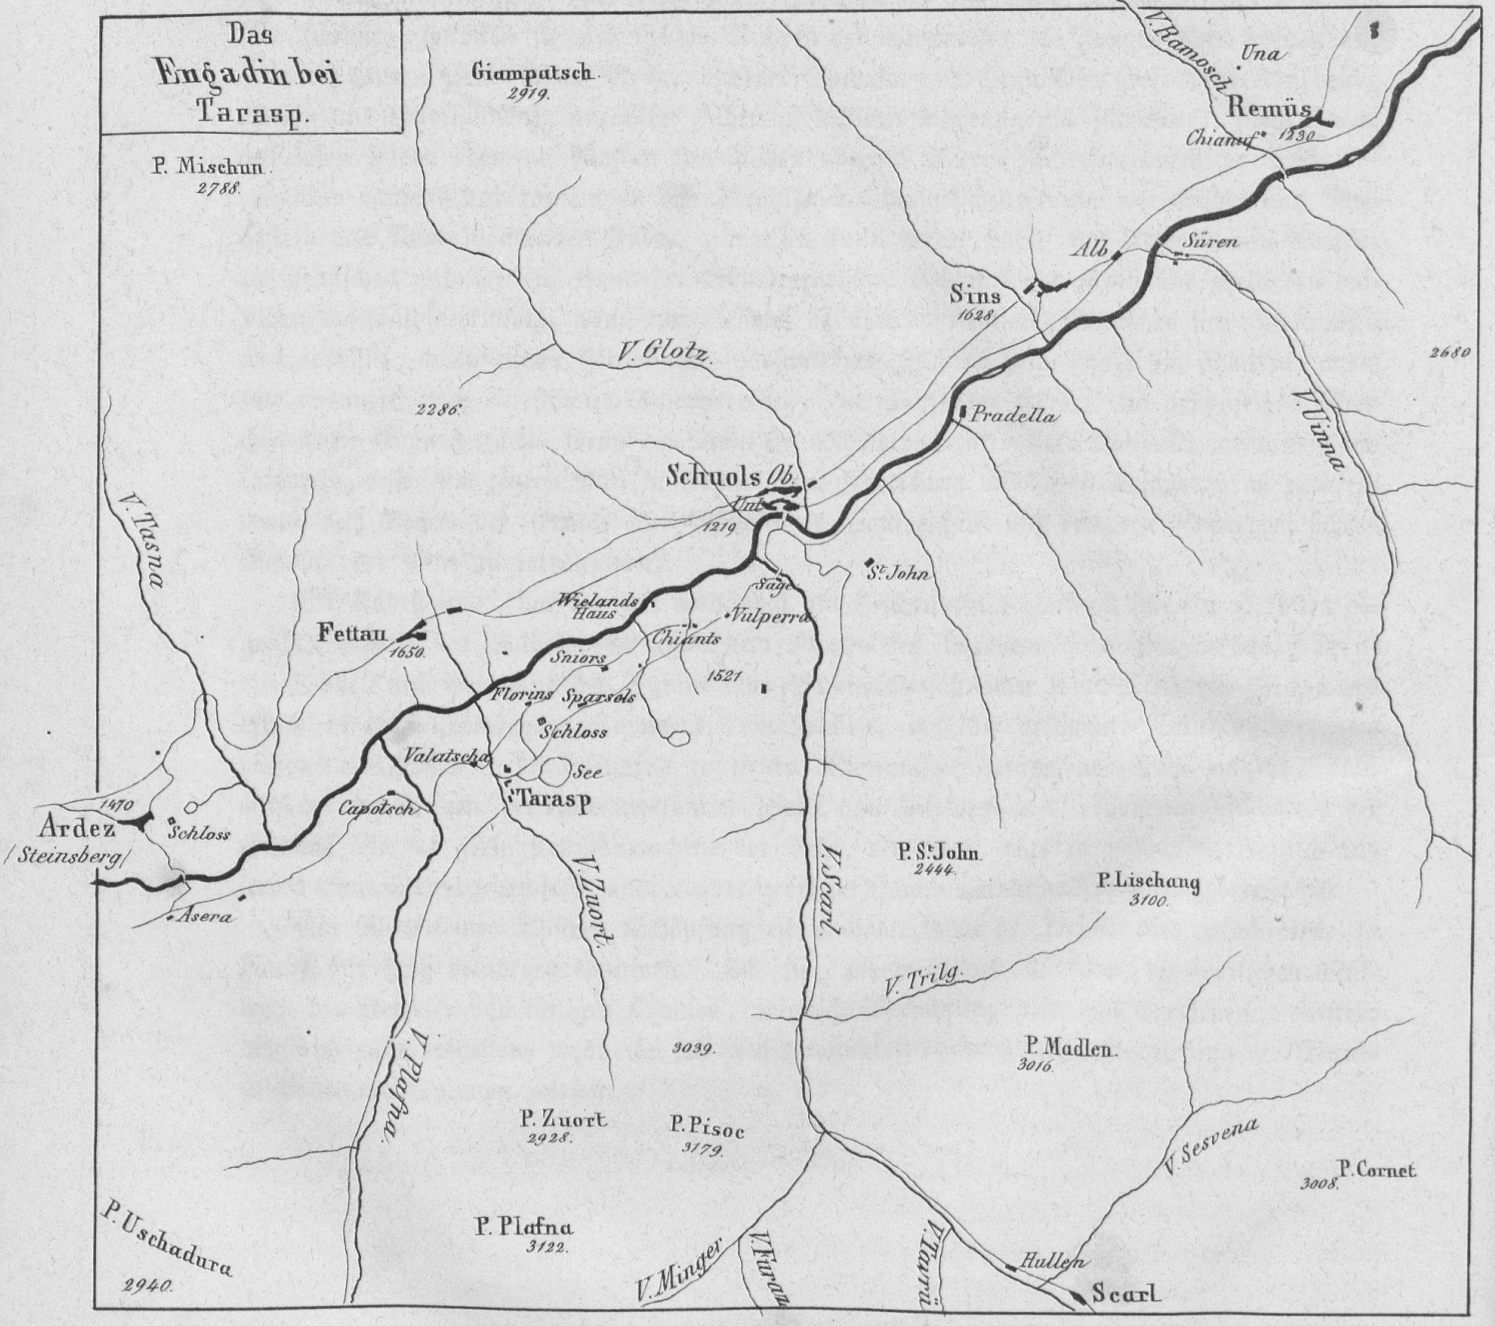 Das
Engadin bei
Tarasp.
Giampatsch.
2919.
P. Mischun.
2788.
V. Ramosch
Una
Remüs
1230
Chianuf
Alb
Süren
Sins
1628
2680
V. Glotz.
2286.
Pradella
V. Uinna
V. Tasna
Schuols Ob.
Unt
1219
Säge
St. John
Wielands
Haus
Vulperra
Chiants
Fettau
1650.
Sniors
1521
Florins
Sparsels
Schloss
Valatscha
See
Tarasp
Capotsch
1470
Ardez
/Steinsberg/
Schloss
Asera
V. Zuort.
V. Scarl.
P. St. John
2444.
P. Lischang
3100.
V. Trilg.
V. Plafna.
3039.
P. Madlen.
3016.
P. Zuort
2928.
P. Pisoc
3179.
V. Sesvena
P. Cornet
3008.
P. Uschadura
2940.
P. Plafna
3122.
V. Minger
V. Furaz
V. Tarrü
Hullen
Scarl